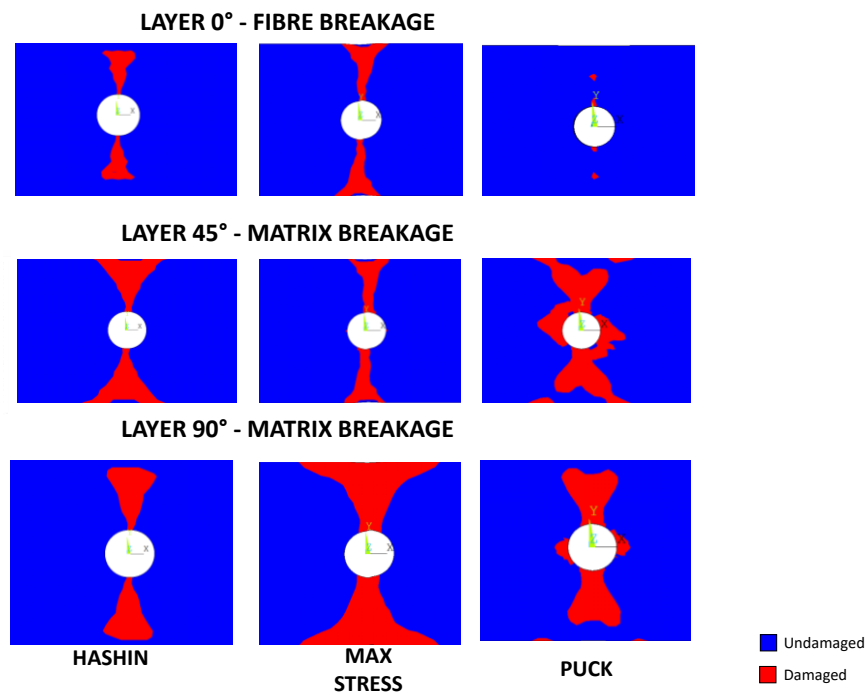 LAYER 0° - FIBRE BREAKAGE
Y
X
X
Y
Z
X
LAYER 45° - MATRIX BREAKAGE
X
Y
Z
X
Y
Z
X
LAYER 90° - MATRIX BREAKAGE
X
Y
Z
X
Y
Z
X
HASHIN
MAX
STRESS
PUCK
Undamaged
Damaged